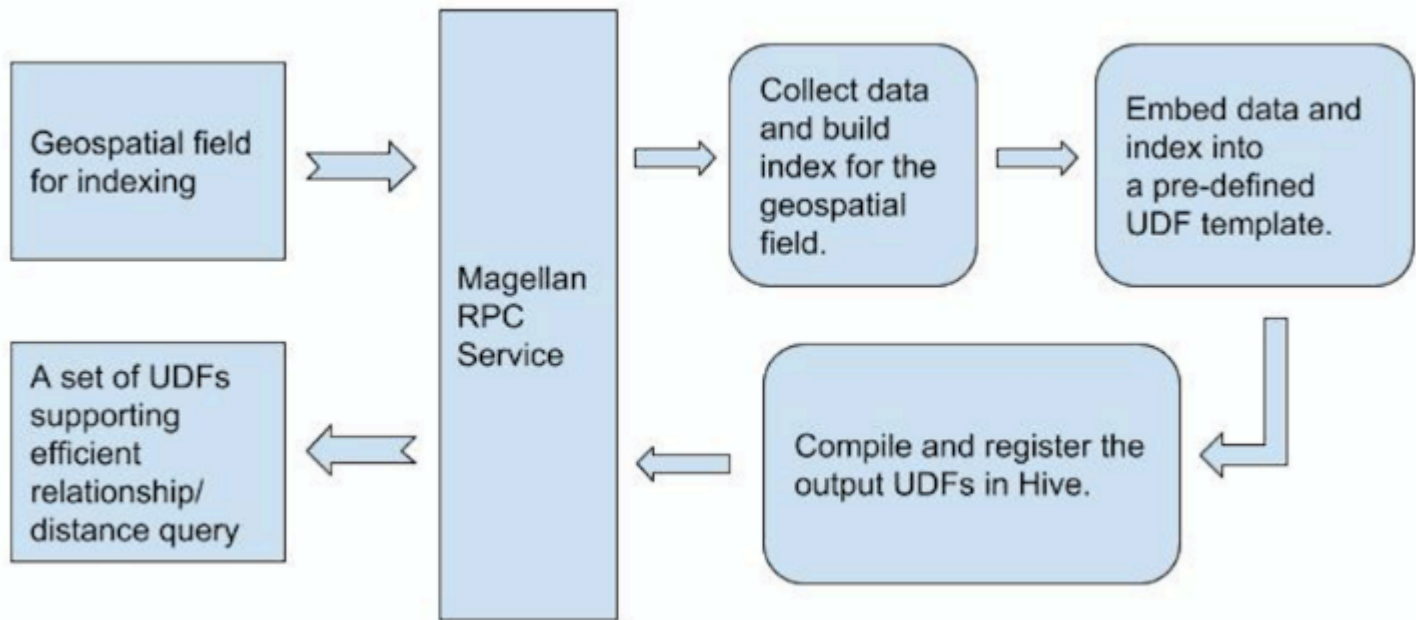 Geospatial field
for indexing
Magellan
RPC
Service
Collect data
and build
index for the
geospatial
field.
Embed data and
index into
a pre-defined
UDF template.
Compile and register the
output UDFs in Hive.
A set of UDFs
supporting
efficient
relationship/
distance query